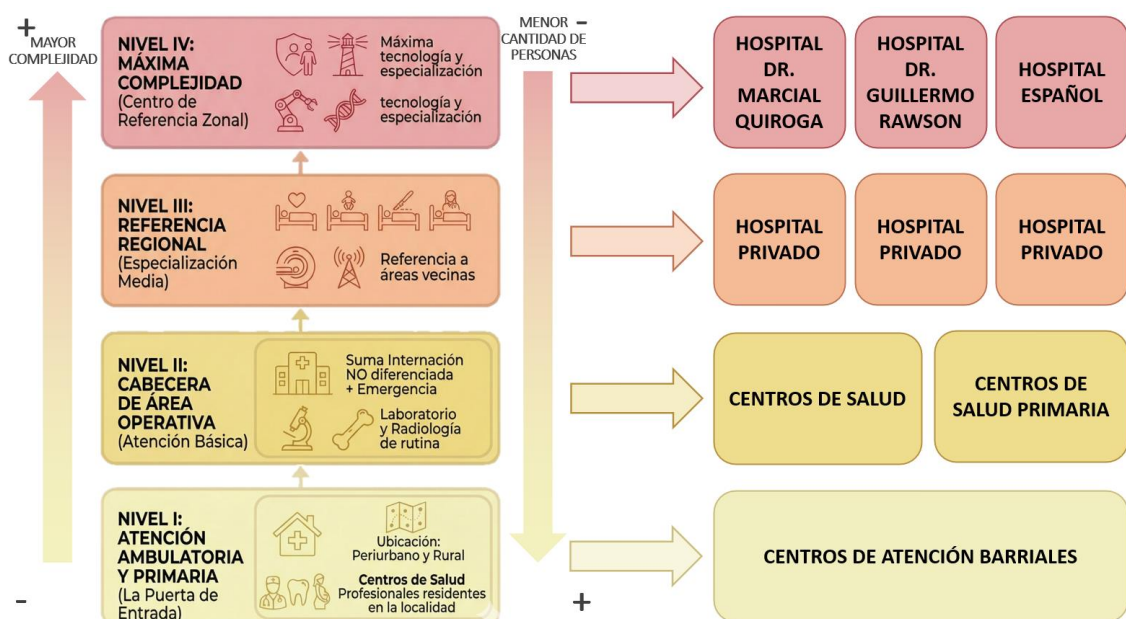 +
MAYOR
COMPLEJIDAD
-
NIVEL IV:
MÁXIMA
COMPLEJIDAD
(Centro de
Referencia Zonal)
Máxima
tecnología y
especialización
tecnología y
especialización
MENOR
CANTIDAD DE
PERSONAS
-
+
HOSPITAL
DR.
MARCIAL
QUIROGA
HOSPITAL
DR.
GUILLERMO
RAWSON
HOSPITAL
ESPAÑOL
NIVEL III:
REFERENCIA
REGIONAL
(Especialización
Media)
Referencia a
áreas vecinas
HOSPITAL
PRIVADO
HOSPITAL
PRIVADO
HOSPITAL
PRIVADO
NIVEL II:
CABECERA
DE ÁREA
OPERATIVA
(Atención Básica)
Suma Internación
NO diferenciada
+ Emergencia
Laboratorio
y Radiología
de rutina
CENTROS DE SALUD
CENTROS DE
SALUD PRIMARIA
NIVEL I:
ATENCIÓN
AMBULATORIA
Y PRIMARIA
(La Puerta de
Entrada)
Ubicación:
Periurbano y Rural
Centros de Salud
Profesionales residentes
en la localidad
CENTROS DE ATENCIÓN BARRIALES